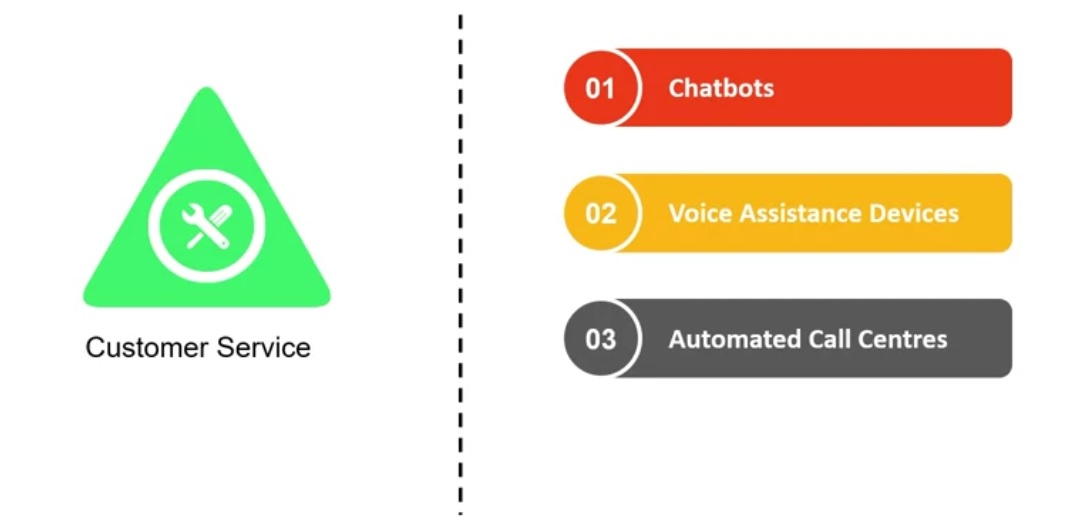 Customer Service
01 Chatbots
02 Voice Assistance Devices
03 Automated Call Centres